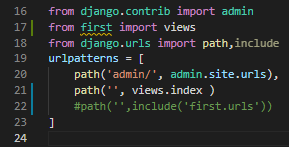 16 from django.contrib import admin
17 from first import views
18 from django.urls import path,include
19 urlpatterns = [
20     path('admin/', admin.site.urls),
21     path('', views.index )
22     #path('',include('first.urls'))
23 ]
24